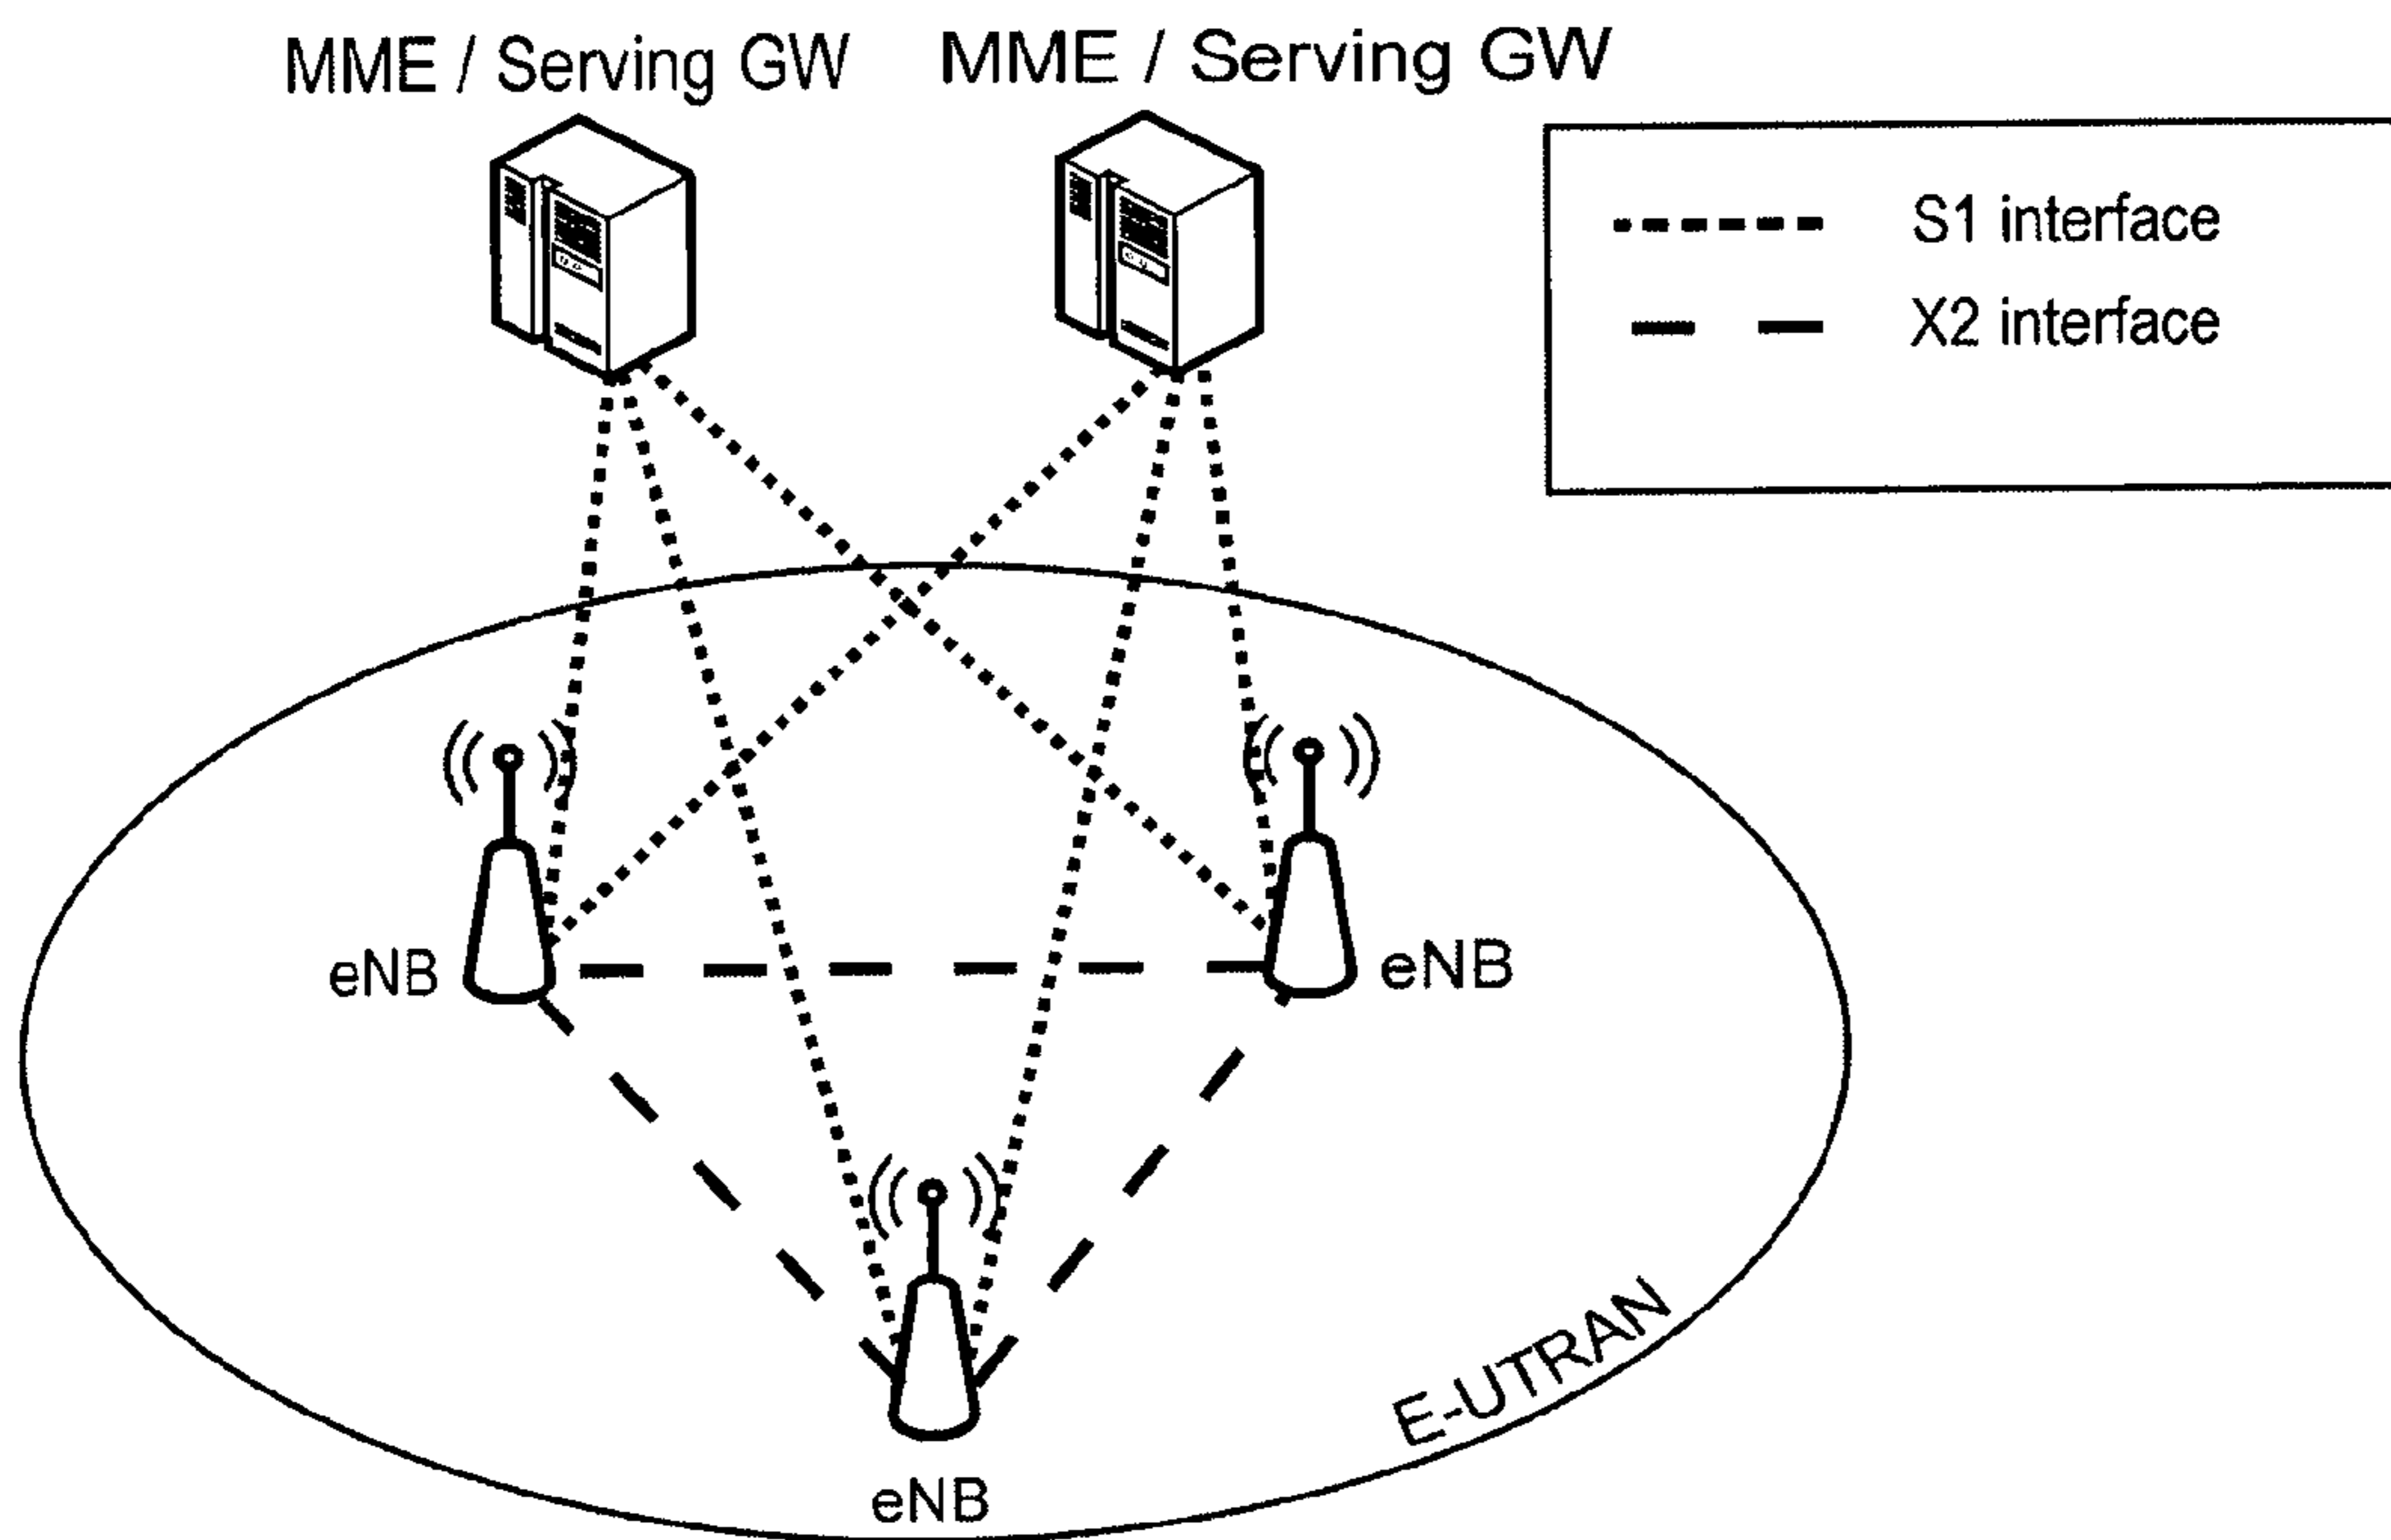 MME / Serving GW
MME / Serving GW
S1 interface
X2 interface
eNB
eNB
eNB
E-UTRAN